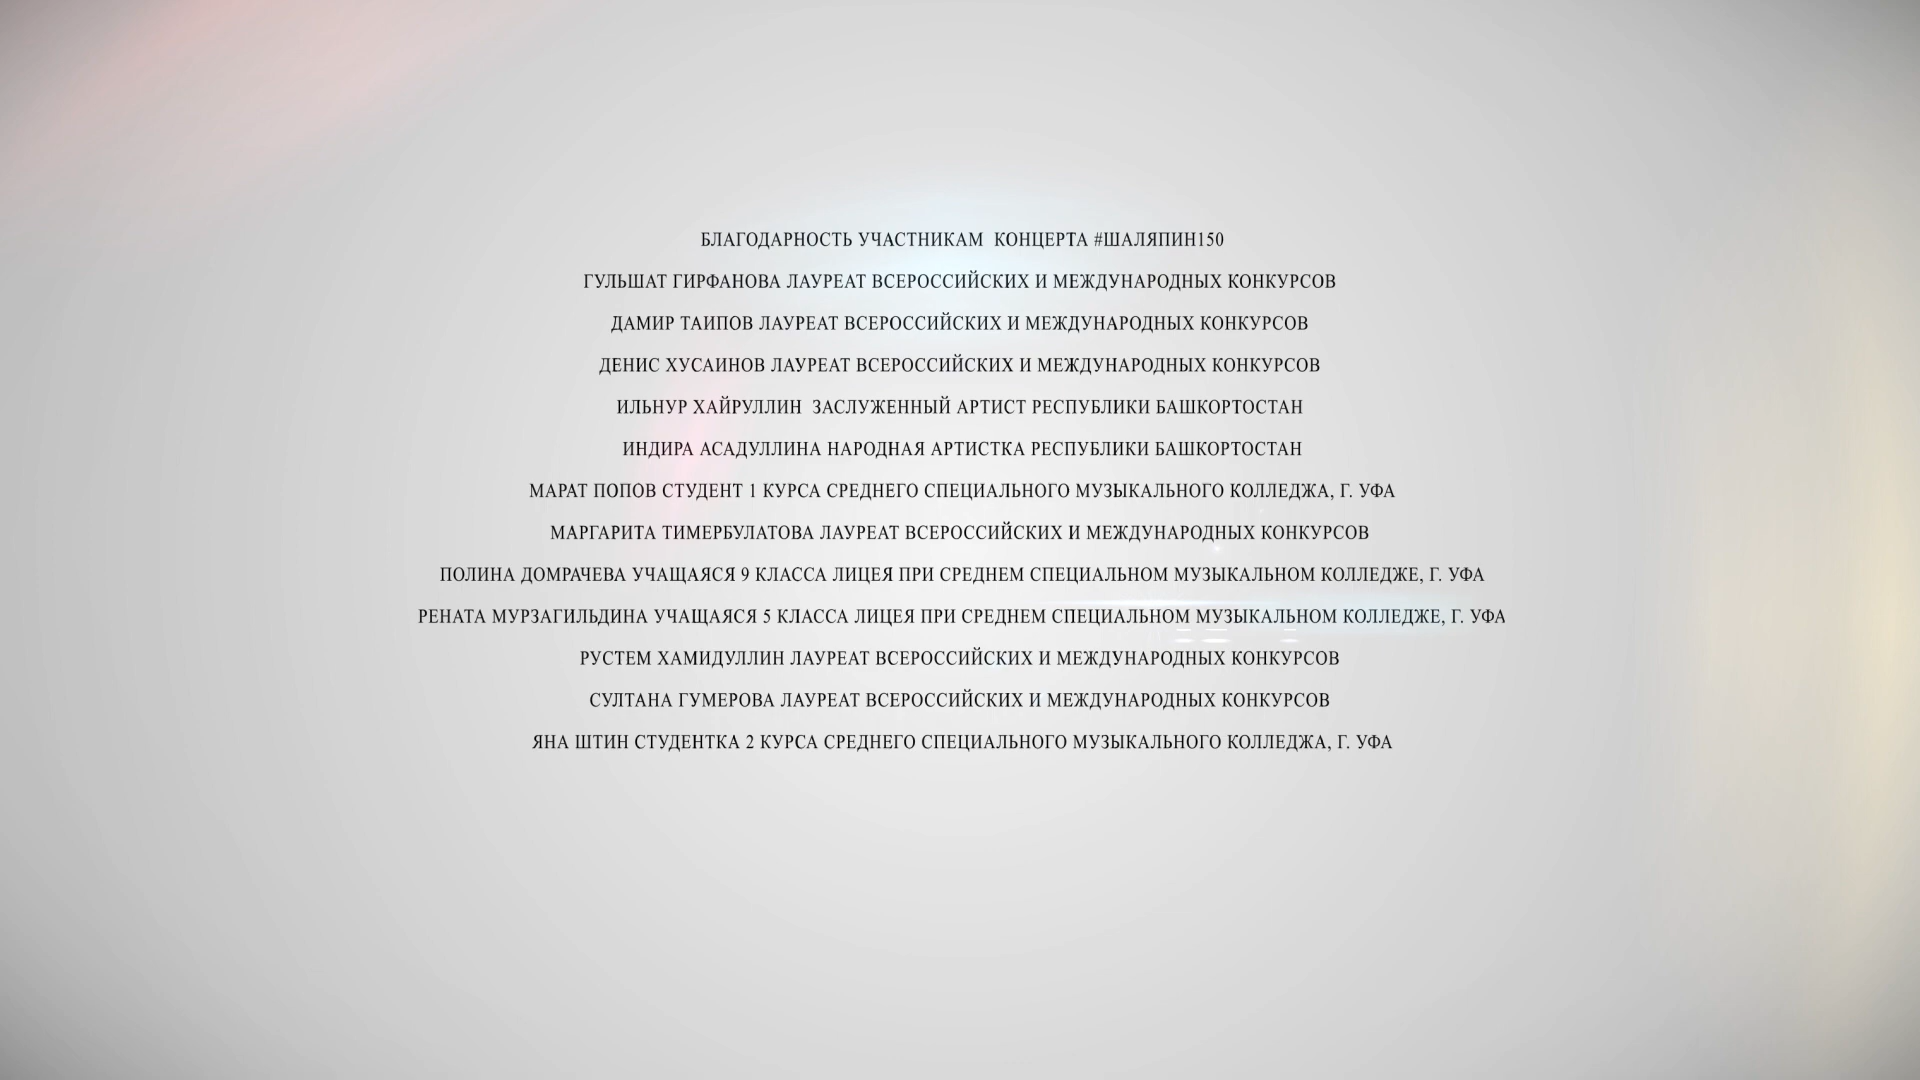 БЛАГОДАРНОСТЬ УЧАСТНИКАМ КОНЦЕРТА #ШАЛЯПИН150
ГУЛЬШАТ ГИРФАНОВА ЛАУРЕАТ ВСЕРОССИЙСКИХ И МЕЖДУНАРОДНЫХ КОНКУРСОВ
ДАМИР ТАИПОВ ЛАУРЕАТ ВСЕРОССИЙСКИХ И МЕЖДУНАРОДНЫХ КОНКУРСОВ
ДЕНИС ХУСАИНОВ ЛАУРЕАТ ВСЕРОССИЙСКИХ И МЕЖДУНАРОДНЫХ КОНКУРСОВ
ИЛЬНУР ХАЙРУЛЛИН ЗАСЛУЖЕННЫЙ АРТИСТ РЕСПУБЛИКИ БАШКОРТОСТАН
ИНДИРА АСАДУЛЛИНА НАРОДНАЯ АРТИСТКА РЕСПУБЛИКИ БАШКОРТОСТАН
МАРАТ ПОПОВ СТУДЕНТ 1 КУРСА СРЕДНЕГО СПЕЦИАЛЬНОГО МУЗЫКАЛЬНОГО КОЛЛЕДЖА, Г. УФА
МАРГАРИТА ТИМЕРБУЛАТОВА ЛАУРЕАТ ВСЕРОССИЙСКИХ И МЕЖДУНАРОДНЫХ КОНКУРСОВ
ПОЛИНА ДОМРАЧЕВА УЧАЩАЯСЯ 9 КЛАССА ЛИЦЕЯ ПРИ СРЕДНЕМ СПЕЦИАЛЬНОМ МУЗЫКАЛЬНОМ КОЛЛЕДЖЕ, Г. УФА
РЕНАТА МУРЗАГИЛЬДИНА УЧАЩАЯСЯ 5 КЛАССА ЛИЦЕЯ ПРИ СРЕДНЕМ СПЕЦИАЛЬНОМ МУЗЫКАЛЬНОМ КОЛЛЕДЖЕ, Г. УФА
РУСТЕМ ХАМИДУЛЛИН ЛАУРЕАТ ВСЕРОССИЙСКИХ И МЕЖДУНАРОДНЫХ КОНКУРСОВ
СУЛТАНА ГУМЕРОВА ЛАУРЕАТ ВСЕРОССИЙСКИХ И МЕЖДУНАРОДНЫХ КОНКУРСОВ
ЯНА ШТИН СТУДЕНТКА 2 КУРСА СРЕДНЕГО СПЕЦИАЛЬНОГО МУЗЫКАЛЬНОГО КОЛЛЕДЖА, Г. УФА